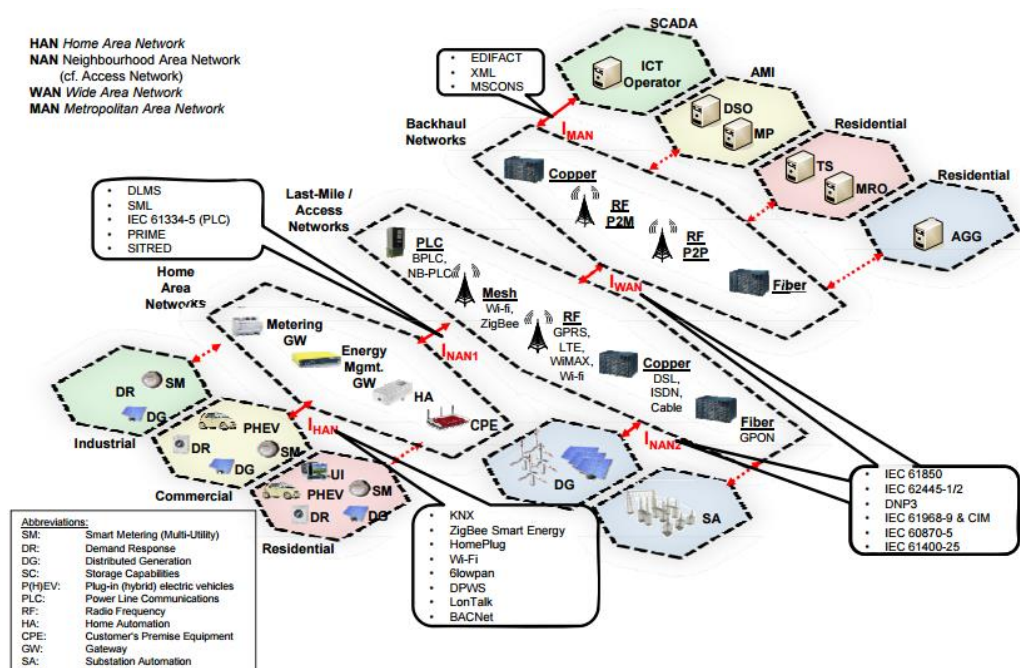 HAN Home Area Network
NAN Neighbourhood Area Network
(cf. Access Network)
WAN Wide Area Network
MAN Metropolitan Area Network
SCADA
ICT
Operator
• EDIFACT
• XML
• MSCONS
AMI
DSO
MP
Residential
TS
MRO
Residential
AGG
Backhaul
Networks
I_MAN
Copper
RF
P2M
RF
P2P
Fiber
I_WAN
• DLMS
• SML
• IEC 61334-5 (PLC)
• PRIME
• SITRED
Last-Mile /
Access
Networks
PLC
BPLC,
NB-PLC
Mesh
Wi-fi,
ZigBee
RF
GPRS,
LTE,
WiMAX,
Wi-fi
Copper
DSL,
ISDN,
Cable
Fiber
GPON
Home
Area
Networks
Metering
GW
Energy
Mgmt.
GW
HA
CPE
I_NAN1
I_HAN
I_NAN2
DR
SM
DG
Industrial
PHEV
DR
SM
DG
Commercial
UI
PHEV
SM
DR
DG
Residential
DG
SA
• IEC 61850
• IEC 62445-1/2
• DNP3
• IEC 61968-9 & CIM
• IEC 60870-5
• IEC 61400-25
• KNX
• ZigBee Smart Energy
• HomePlug
• Wi-Fi
• 6lowpan
• DPWS
• LonTalk
• BACNet
Abbreviations:
SM: Smart Metering (Multi-Utility)
DR: Demand Response
DG: Distributed Generation
SC: Storage Capabilities
P(H)EV: Plug-in (hybrid) electric vehicles
PLC: Power Line Communications
RF: Radio Frequency
HA: Home Automation
CPE: Customer's Premise Equipment
GW: Gateway
SA: Substation Automation